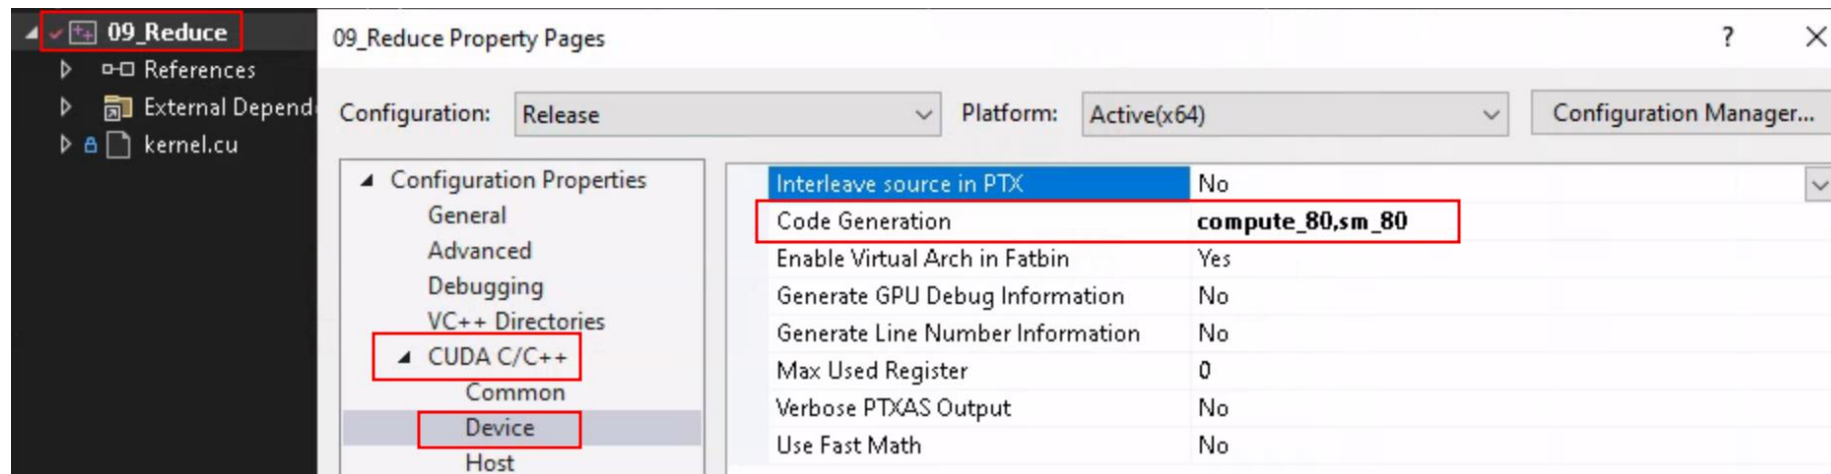 09_Reduce
References
External Depend
kernel.cu
09_Reduce Property Pages
?
Configuration: Release Platform: Active(x64) Configuration Manager...
Configuration Properties
General
Advanced
Debugging
VC++ Directories
CUDA C/C++
Common
Device
Host
Interleave source in PTX No
Code Generation compute_80,sm_80
Enable Virtual Arch in Fatbin Yes
Generate GPU Debug Information No
Generate Line Number Information No
Max Used Register 0
Verbose PTXAS Output No
Use Fast Math No